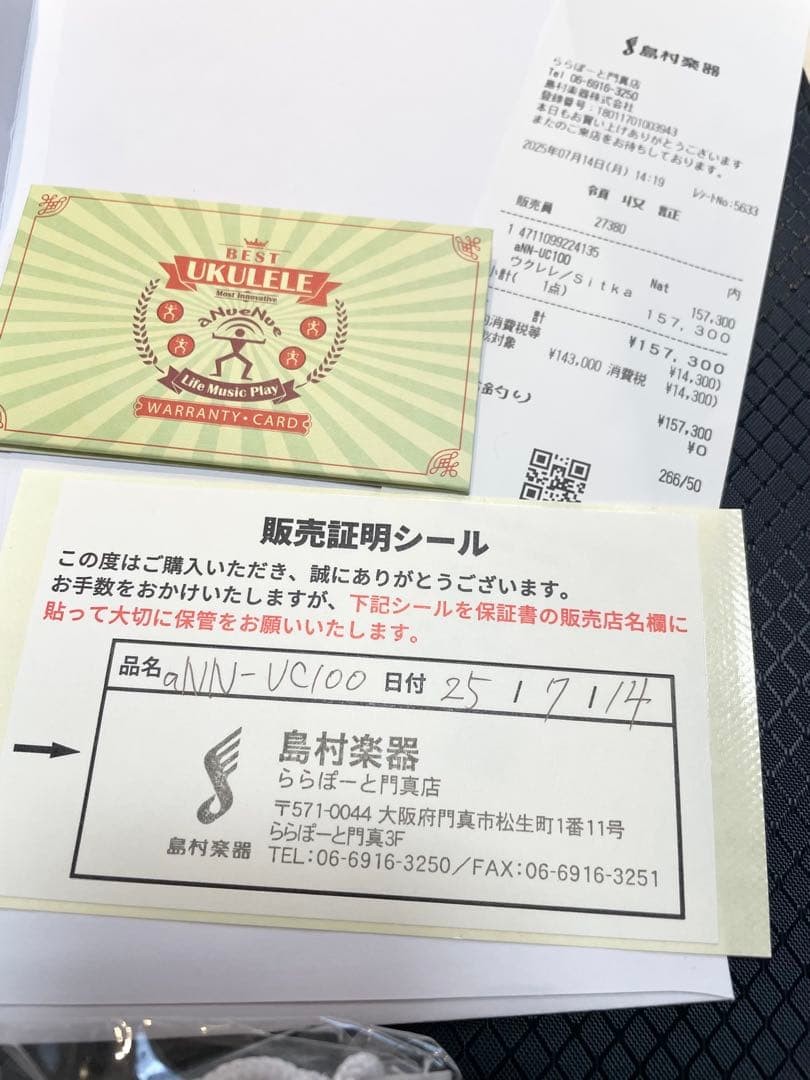 島村楽器
ららぽーと門真店
Tel 06-6916-3250
島村楽器株式会社
登録番号:T8011701003943
本日もお買い上げありがとうございます
またのご来店をお待ちしております。
2025年07月14日(月) 14:19 ﾚｼｰﾄNo:5633
領 収 証
販売員 27380
1 4711099224135
aNN-UC100 Nat 内
ウクレレ/Sitka 157,300
小計( 1点) 157,300
計 ¥157,300
消費税等 ¥14,300)
%対象 ¥143,000 消費税 ¥14,300)
¥157,300
¥0
266/50
BEST
UKULELE
Most Innovative
aNueNue
Life Music Play
WARRANTY・CARD
販売証明シール
この度はご購入いただき、誠にありがとうございます。
お手数をおかけいたしますが、下記シールを保証書の販売店名欄に
貼って大切に保管をお願いいたします。
品名 aNN-UC100 日付 25 / 7 / 14
島村楽器
ららぽーと門真店
〒571-0044 大阪府門真市松生町1番11号
ららぽーと門真3F
島村楽器 TEL:06-6916-3250/FAX:06-6916-3251